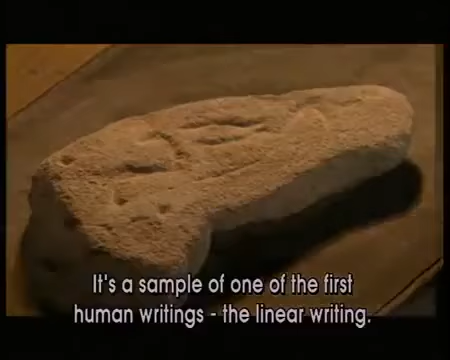 It's a sample of one of the first
human writings - the linear writing.